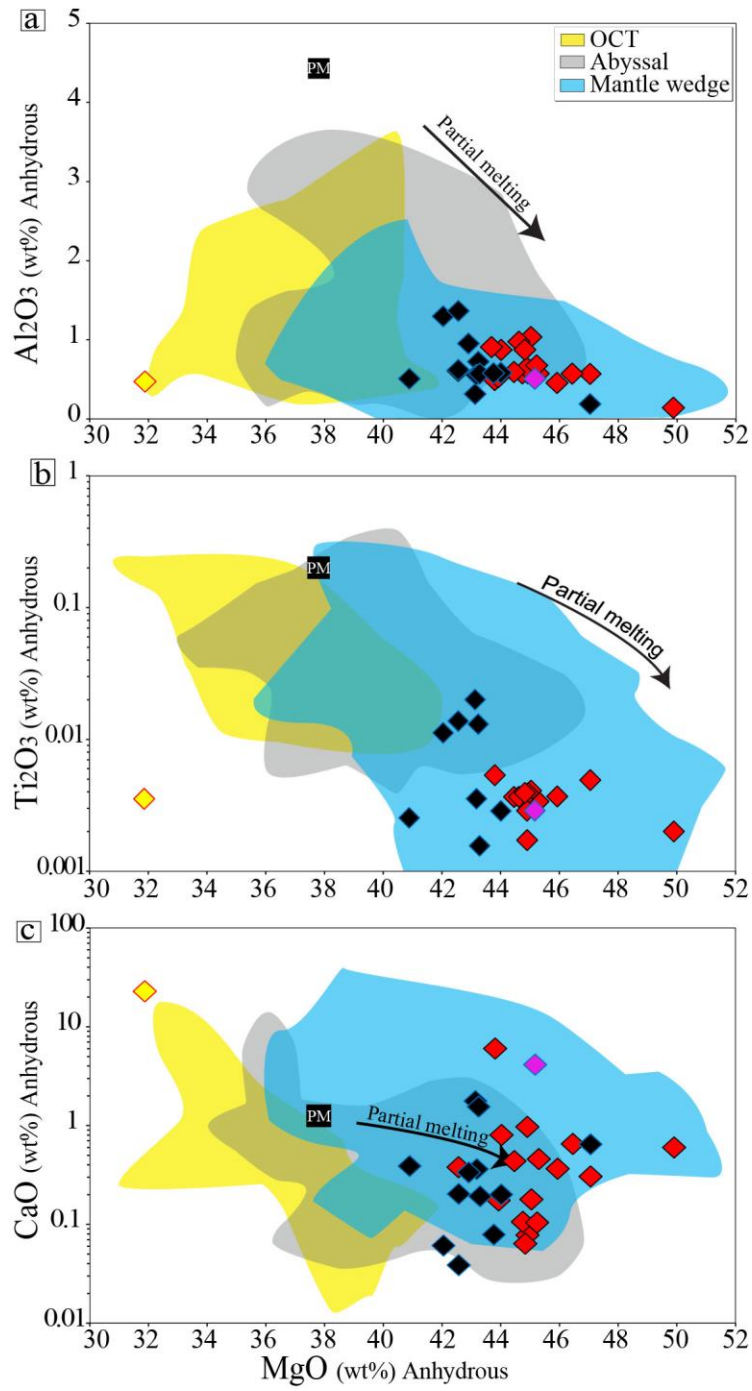 a
5
4
3
2
1
0
Al2O3 (wt%) Anhydrous
PM
OCT
Abyssal
Mantle wedge
Partial melting
30 32 34 36 38 40 42 44 46 48 50 52
b
1
0.1
0.01
0.001
Ti2O3 (wt%) Anhydrous
PM
Partial melting
30 32 34 36 38 40 42 44 46 48 50 52
c
100
10
1
0.1
0.01
CaO (wt%) Anhydrous
PM
Partial melting
30 32 34 36 38 40 42 44 46 48 50 52
MgO (wt%) Anhydrous